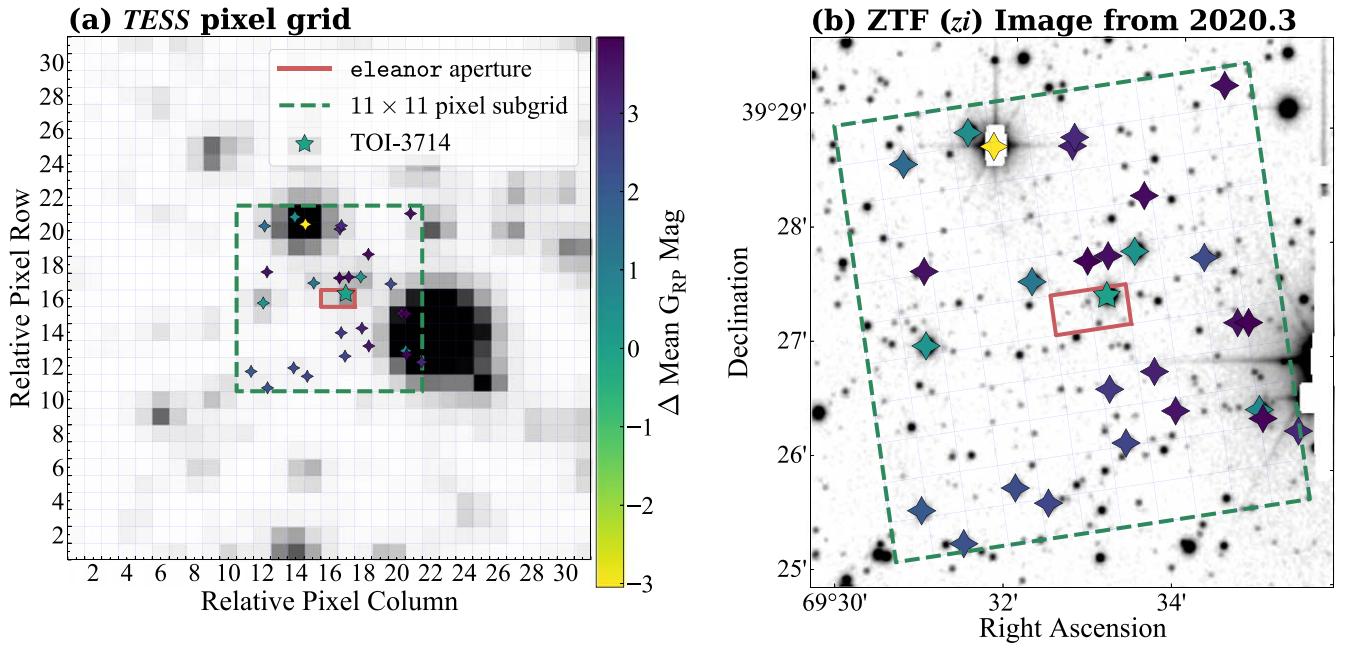 (a) TESS pixel grid
eleanor aperture
11 × 11 pixel subgrid
TOI-3714
30
28
26
24
22
20
18
16
14
12
10
8
6
4
2
Relative Pixel Row
2 4 6 8 10 12 14 16 18 20 22 24 26 28 30
Relative Pixel Column
3
2
1
0
−1
−2
−3
Δ Mean G_RP Mag
(b) ZTF (zi) Image from 2020.3
39°29'
28'
27'
26'
25'
Declination
69°30' 32' 34'
Right Ascension